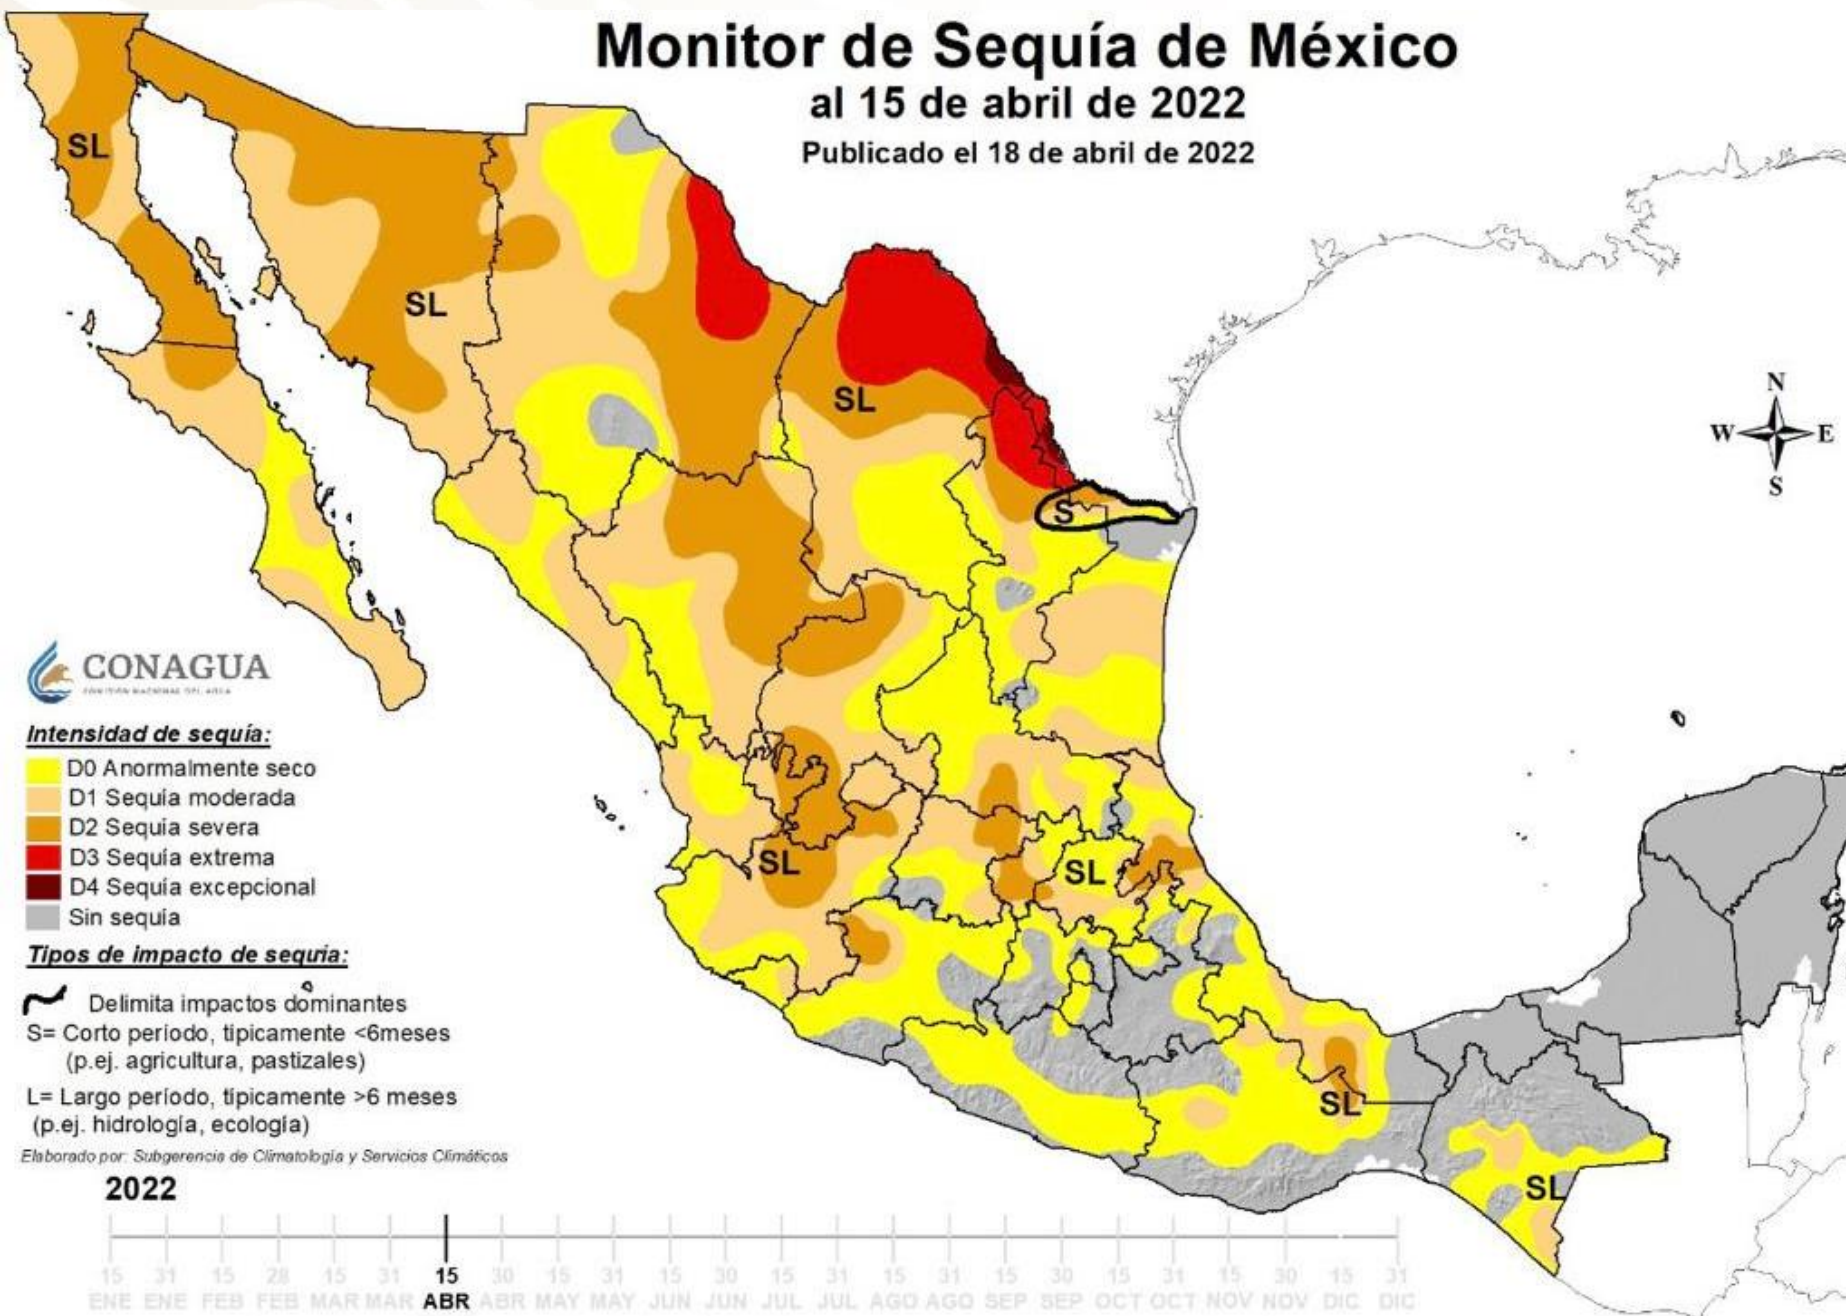 Monitor de Sequía de México
al 15 de abril de 2022
Publicado el 18 de abril de 2022
SL
SL
SL
S
SL
SL
SL
SL
N
W E
S
CONAGUA
COMISIÓN NACIONAL DEL AGUA
Intensidad de sequía:
D0 Anormalmente seco
D1 Sequía moderada
D2 Sequía severa
D3 Sequía extrema
D4 Sequía excepcional
Sin sequía
Tipos de impacto de sequía:
Delimita impactos dominantes
S= Corto período, típicamente <6meses
(p.ej. agricultura, pastizales)
L= Largo período, típicamente >6 meses
(p.ej. hidrología, ecología)
Elaborado por: Subgerencia de Climatología y Servicios Climáticos
2022
15 31 15 28 15 31 15 30 15 31 15 30 15 31 15 31 15 30 15 31 15 30 15 31
ENE ENE FEB FEB MAR MAR ABR ABR MAY MAY JUN JUN JUL JUL AGO AGO SEP SEP OCT OCT NOV NOV DIC DIC